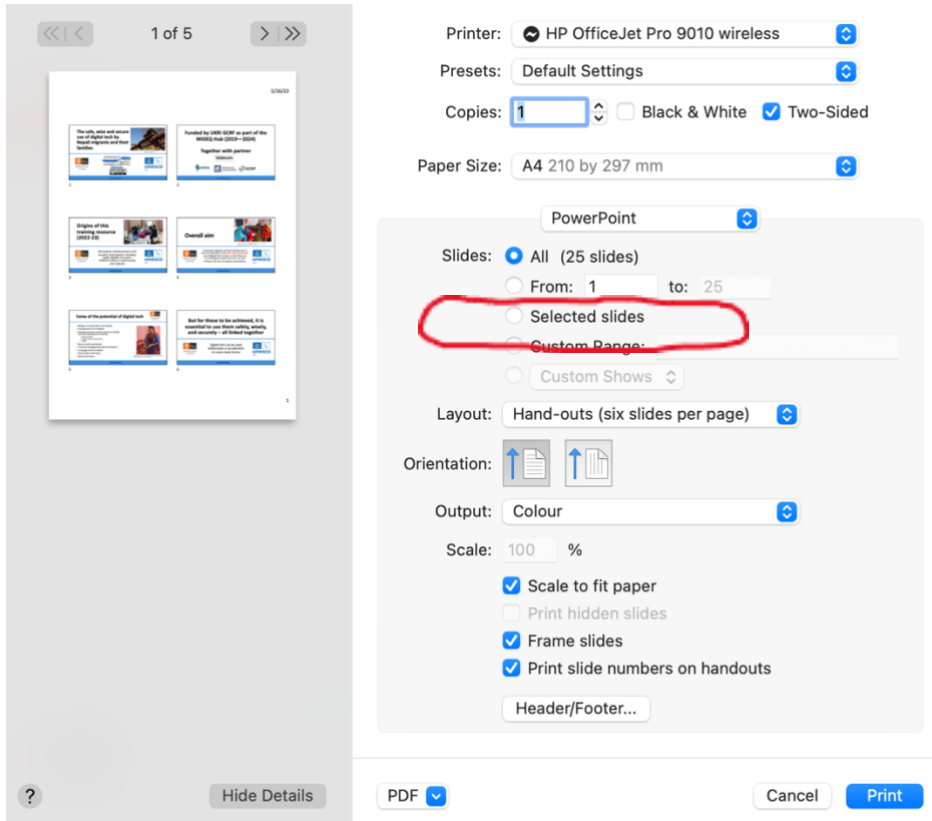 1 of 5
5/16/23
The safe, wise and secure
use of digital tech by
Nepali migrants and their
families
1
Funded by UKRI GCRF as part of the
MIDEQ Hub (2019—2024)
Together with partner
2
Origins of this
training resource
(2022-23)
3
Overall aim
4
Some of the potential of digital tech
5
But for these to be achieved, it is
essential to use them safely, wisely,
and securely – all linked together
6
Hide Details
?
Printer: HP OfficeJet Pro 9010 wireless
Presets: Default Settings
Copies: 1 Black & White Two-Sided
Paper Size: A4 210 by 297 mm
PowerPoint
Slides: All (25 slides)
From: 1 to: 25
Selected slides
Custom Range:
Custom Shows
Layout: Hand-outs (six slides per page)
Orientation:
Output: Colour
Scale: 100 %
Scale to fit paper
Print hidden slides
Frame slides
Print slide numbers on handouts
Header/Footer...
PDF
Cancel
Print